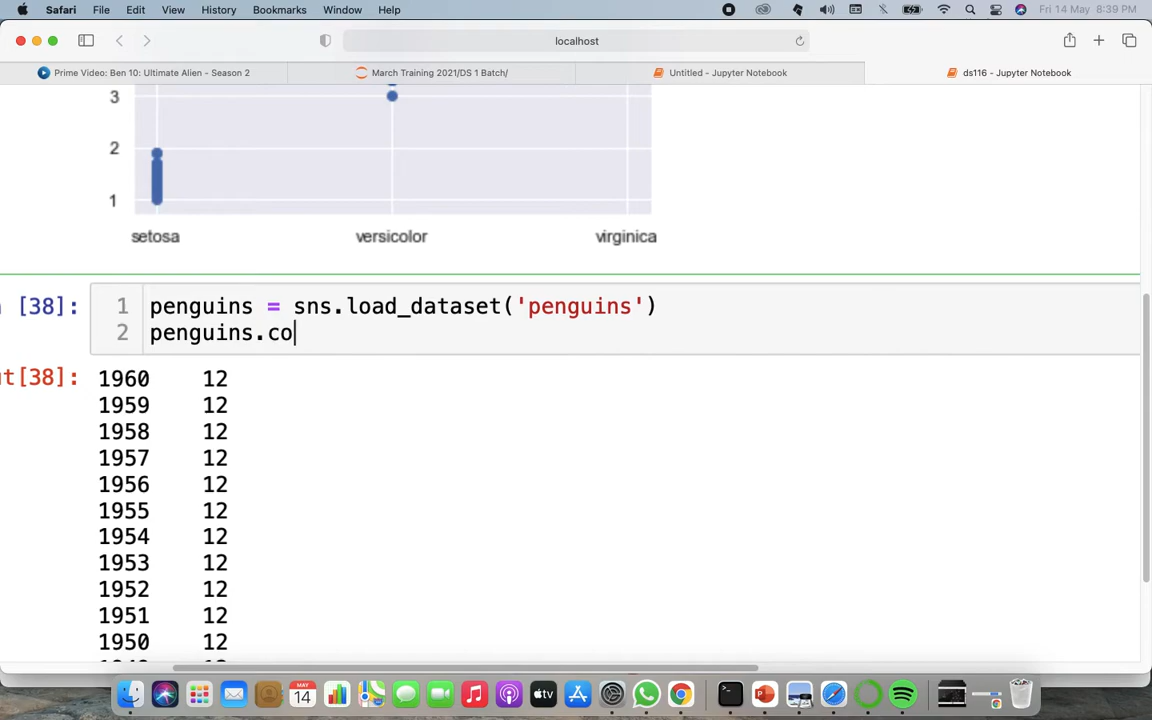 Safari File Edit View History Bookmarks Window Help Fri 14 May 8:39 PM
localhost
Prime Video: Ben 10: Ultimate Alien - Season 2 March Training 2021/DS 1 Batch/ Untitled - Jupyter Notebook ds116 - Jupyter Notebook
3
2
1
setosa versicolor virginica
[38]: 1 penguins = sns.load_dataset('penguins')
2 penguins.co
t[38]: 1960 12
1959 12
1958 12
1957 12
1956 12
1955 12
1954 12
1953 12
1952 12
1951 12
1950 12
MAY
14
tv